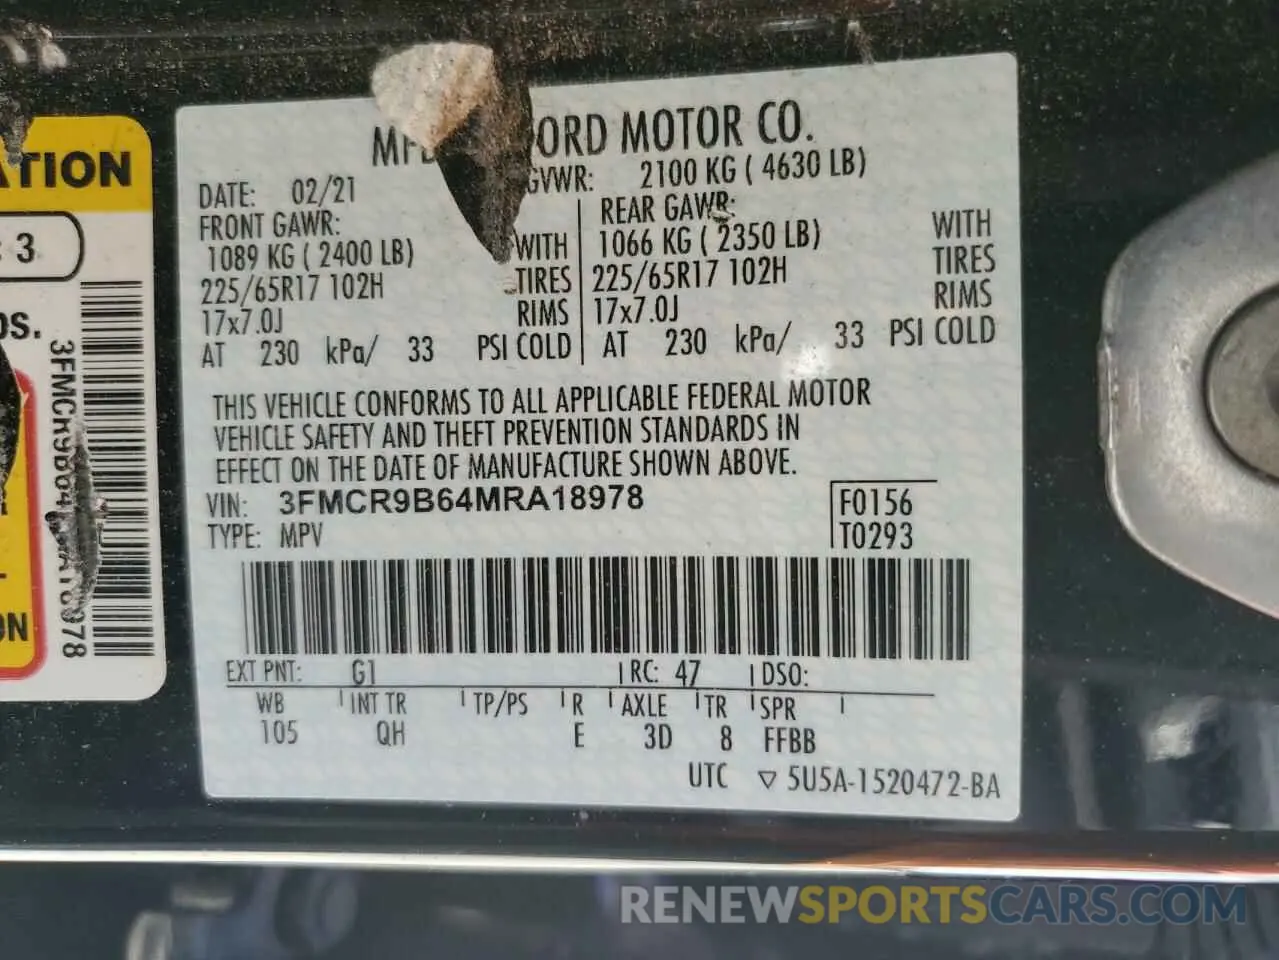 ATION
: 3
OS.
3FMCR9B64
8978
ON
FORD MOTOR CO.
DATE: 02/21
GVWR: 2100 KG ( 4630 LB)
FRONT GAWR:
1089 KG ( 2400 LB) WITH
225/65R17 102H TIRES
17x7.0J RIMS
AT 230 kPa/ 33 PSI COLD
REAR GAWR:
1066 KG ( 2350 LB) WITH
225/65R17 102H TIRES
17x7.0J RIMS
AT 230 kPa/ 33 PSI COLD
THIS VEHICLE CONFORMS TO ALL APPLICABLE FEDERAL MOTOR
VEHICLE SAFETY AND THEFT PREVENTION STANDARDS IN
EFFECT ON THE DATE OF MANUFACTURE SHOWN ABOVE.
VIN: 3FMCR9B64MRA18978
TYPE: MPV
F0156
T0293
EXT PNT: G1 RC: 47 DSO:
WB INT TR TP/PS R AXLE TR SPR
105 QH E 3D 8 FFBB
UTC ▽ 5U5A-1520472-BA
RENEWSPORTSCARS.COM